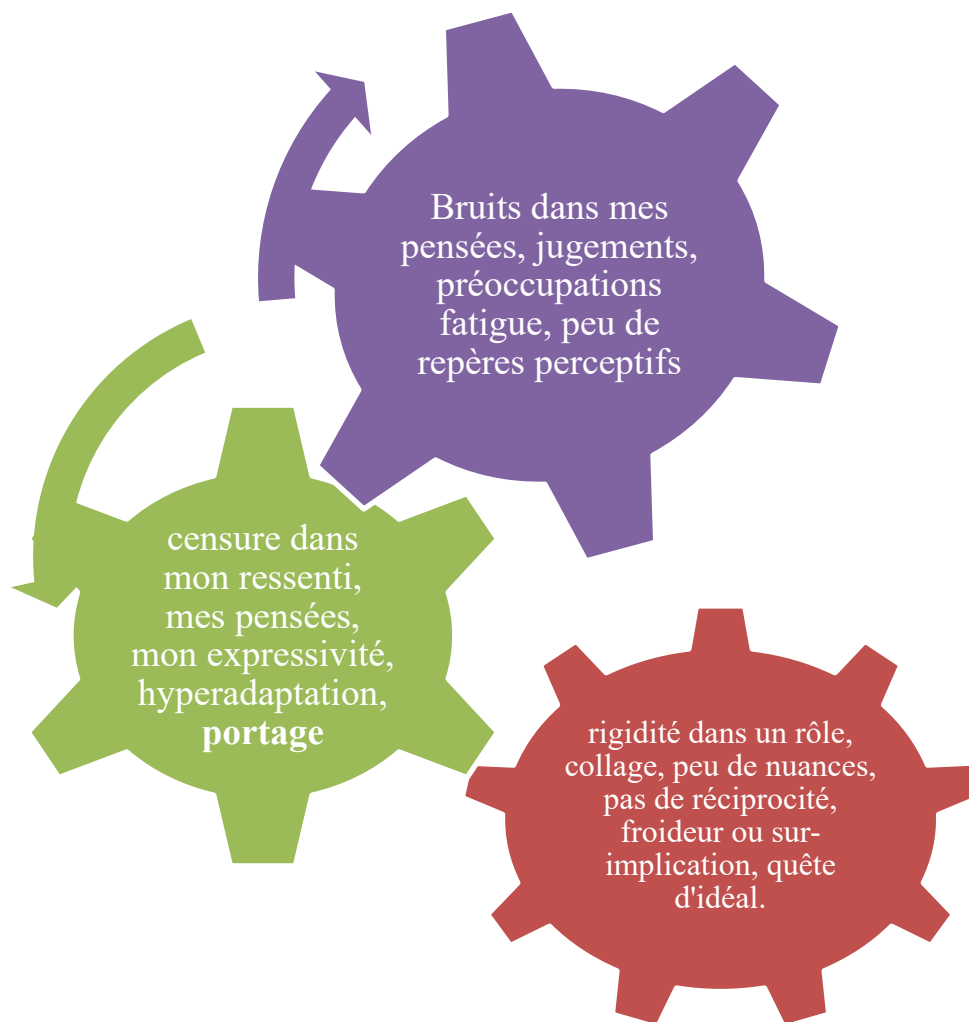 Bruits dans mes
pensées, jugements,
préoccupations
fatigue, peu de
repères perceptifs
censure dans
mon ressenti,
mes pensées,
mon expressivité,
hyperadaptation,
portage
rigidité dans un rôle,
collage, peu de nuances,
pas de réciprocité,
froideur ou sur-
implication, quête
d'idéal.